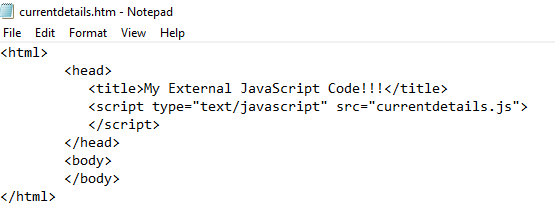 currentdetails.htm - Notepad
File Edit Format View Help
<html>
<head>
<title>My External JavaScript Code!!!</title>
<script type="text/javascript" src="currentdetails.js">
</script>
</head>
<body>
</body>
</html>